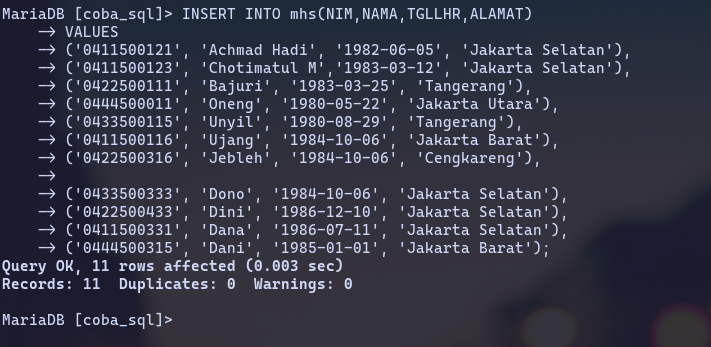 MariaDB [coba_sql]> INSERT INTO mhs(NIM,NAMA,TGLLHR,ALAMAT)
    -> VALUES
    -> ('0411500121', 'Achmad Hadi', '1982-06-05', 'Jakarta Selatan'),
    -> ('0411500123', 'Chotimatul M','1983-03-12', 'Jakarta Selatan'),
    -> ('0422500111', 'Bajuri', '1983-03-25', 'Tangerang'),
    -> ('0444500011', 'Oneng', '1980-05-22', 'Jakarta Utara'),
    -> ('0433500115', 'Unyil', '1980-08-29', 'Tangerang'),
    -> ('0411500116', 'Ujang', '1984-10-06', 'Jakarta Barat'),
    -> ('0422500316', 'Jebleh', '1984-10-06', 'Cengkareng'),
    ->
    -> ('0433500333', 'Dono', '1984-10-06', 'Jakarta Selatan'),
    -> ('0422500433', 'Dini', '1986-12-10', 'Jakarta Selatan'),
    -> ('0411500331', 'Dana', '1986-07-11', 'Jakarta Selatan'),
    -> ('0444500315', 'Dani', '1985-01-01', 'Jakarta Barat');
Query OK, 11 rows affected (0.003 sec)
Records: 11  Duplicates: 0  Warnings: 0
MariaDB [coba_sql]>